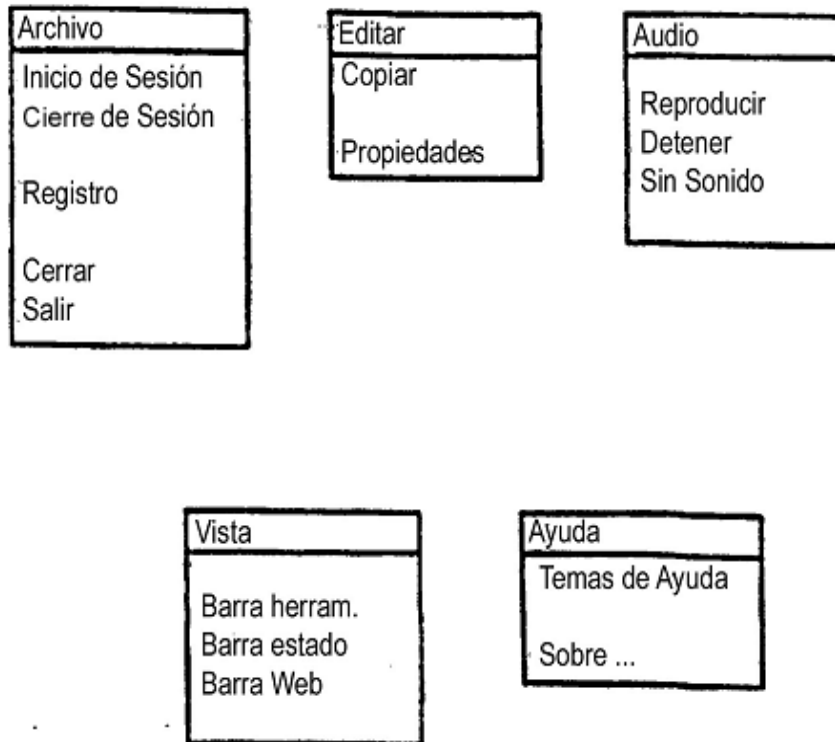 Archivo
Inicio de Sesión
Cierre de Sesión
Registro
Cerrar
Salir
Editar
Copiar
Propiedades
Audio
Reproducir
Detener
Sin Sonido
Vista
Barra herram.
Barra estado
Barra Web
Ayuda
Temas de Ayuda
Sobre ...